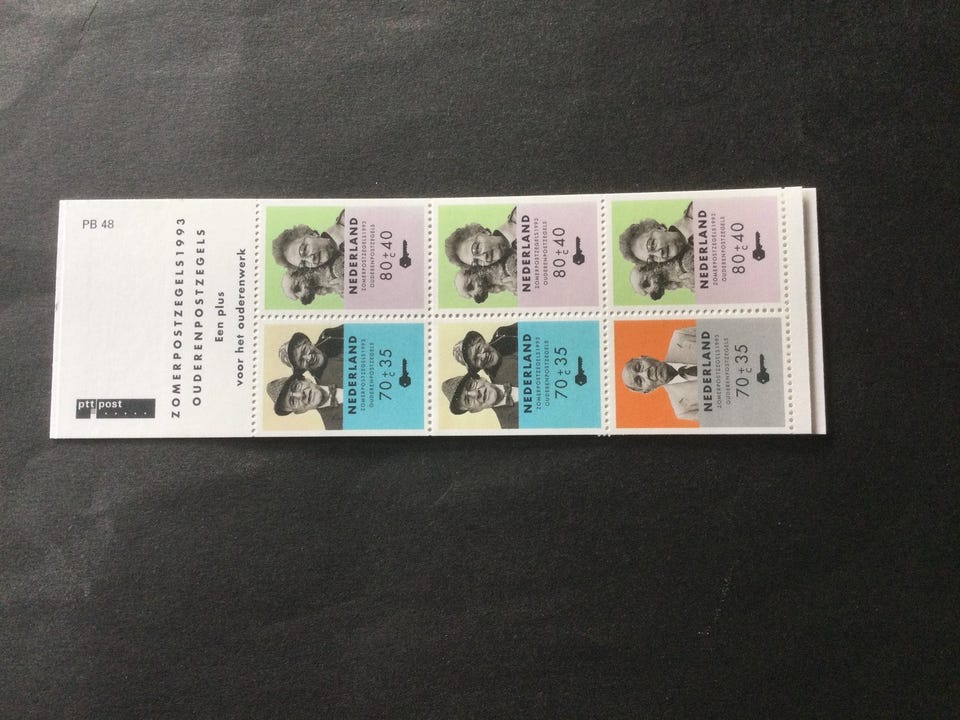 PB 48
ptt post
ZOMERPOSTZEGELS1993
OUDERENPOSTZEGELS
Een plus
voor het ouderenwerk
NEDERLAND
ZOMERPOSTZEGELS1993
OUDERENPOSTZEGELS
80+40
C
NEDERLAND
ZOMERPOSTZEGELS1993
OUDERENPOSTZEGELS
80+40
C
NEDERLAND
ZOMERPOSTZEGELS1993
OUDERENPOSTZEGELS
80+40
C
NEDERLAND
ZOMERPOSTZEGELS1993
OUDERENPOSTZEGELS
70+35
C
NEDERLAND
ZOMERPOSTZEGELS1993
OUDERENPOSTZEGELS
70+35
C
NEDERLAND
ZOMERPOSTZEGELS1993
OUDERENPOSTZEGELS
70+35
C